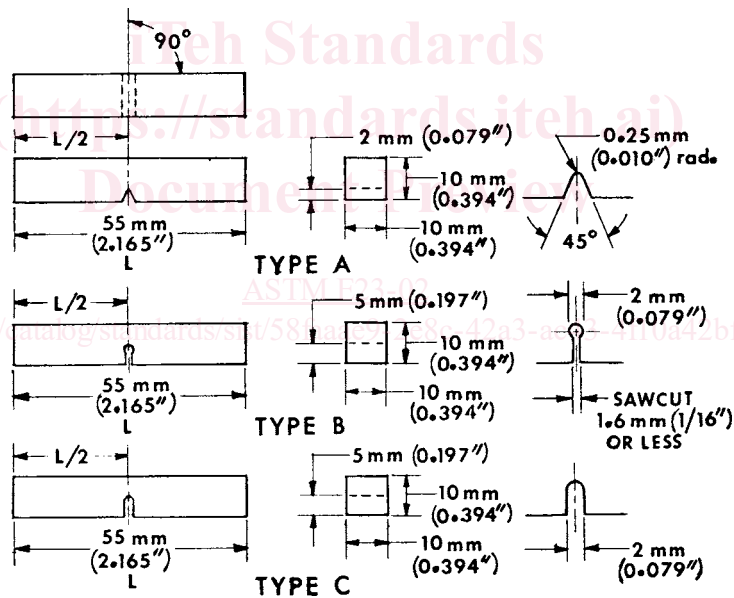 iTeh Standards
(https://standards.iteh.ai)
Document Preview
90°
L/2
55 mm
(2.165")
L
TYPE A
2 mm (0.079")
10 mm
(0.394")
10 mm
(0.394")
0.25 mm
(0.010") rad.
45°
ASTM E23-02
L/2
55 mm
(2.165")
L
TYPE B
5 mm (0.197")
10 mm
(0.394")
10 mm
(0.394")
2 mm
(0.079")
SAWCUT
1.6 mm (1/16")
OR LESS
L/2
55 mm
(2.165")
L
TYPE C
5 mm (0.197")
10 mm
(0.394")
10 mm
(0.394")
2 mm
(0.079")